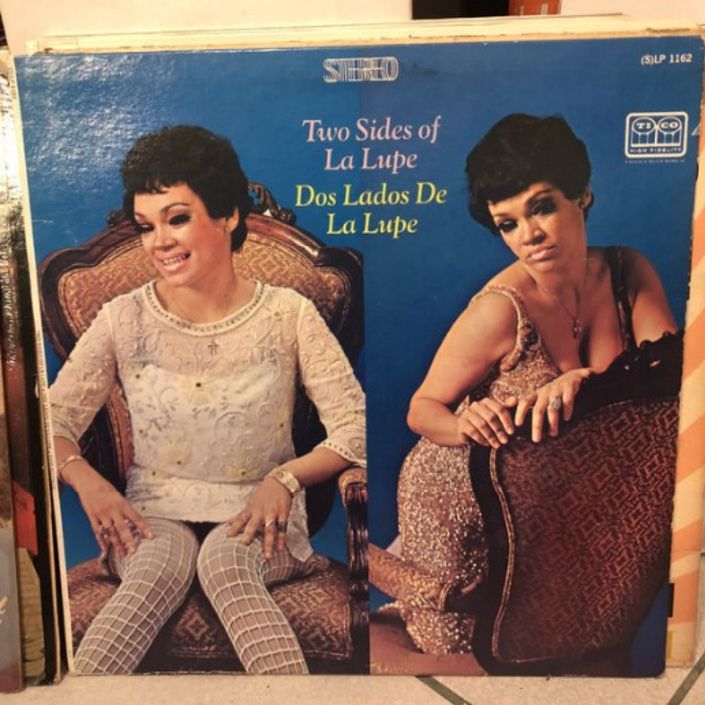 STEREO
(S)LP 1162
Two Sides of
La Lupe
Dos Lados De
La Lupe
TICO
HIGH FIDELITY